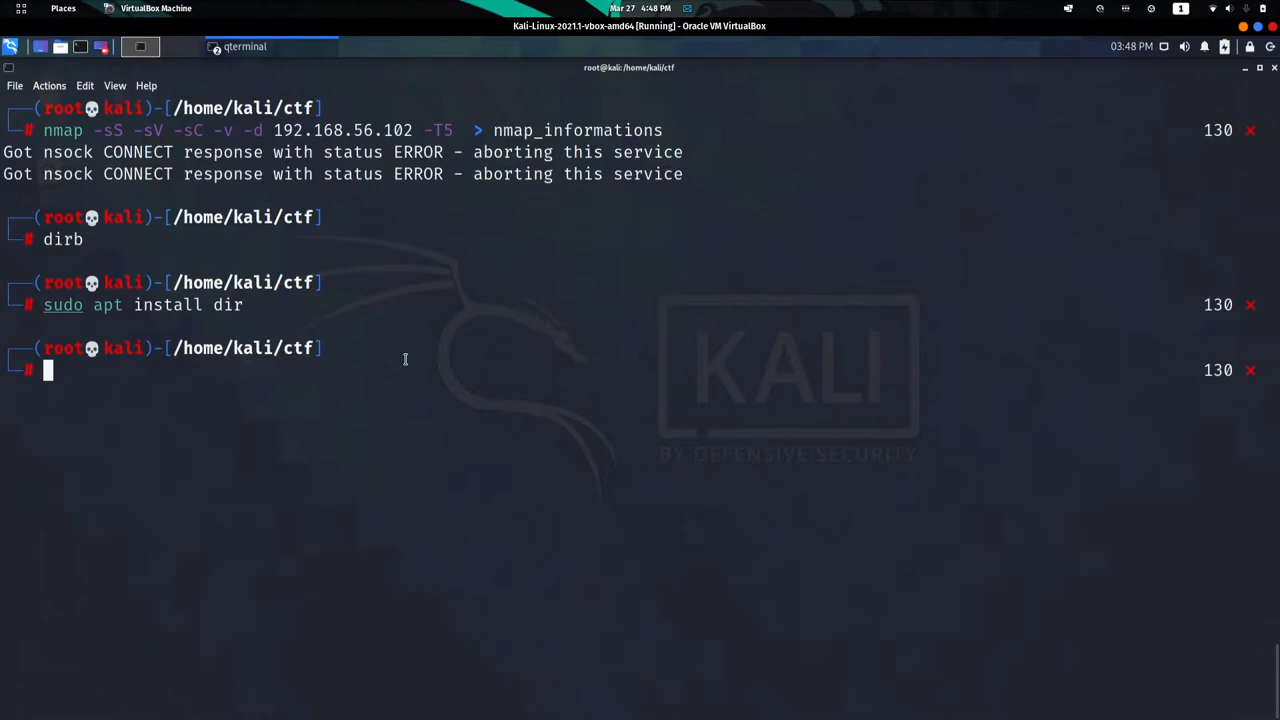 Places VirtualBox Machine Mar 27 4:48 PM 1
Kali-Linux-2021.1-vbox-amd64 [Running] - Oracle VM VirtualBox
qterminal 03:48 PM
2
root@kali: /home/kali/ctf
File Actions Edit View Help
┌──(root💀kali)-[/home/kali/ctf]
└─# nmap -sS -sV -sC -v -d 192.168.56.102 -T5  > nmap_informations 130 ⨯
Got nsock CONNECT response with status ERROR - aborting this service
Got nsock CONNECT response with status ERROR - aborting this service
┌──(root💀kali)-[/home/kali/ctf]
└─# dirb
┌──(root💀kali)-[/home/kali/ctf]
└─# sudo apt install dir 130 ⨯
┌──(root💀kali)-[/home/kali/ctf]
└─# 130 ⨯
KALI
BY OFFENSIVE SECURITY